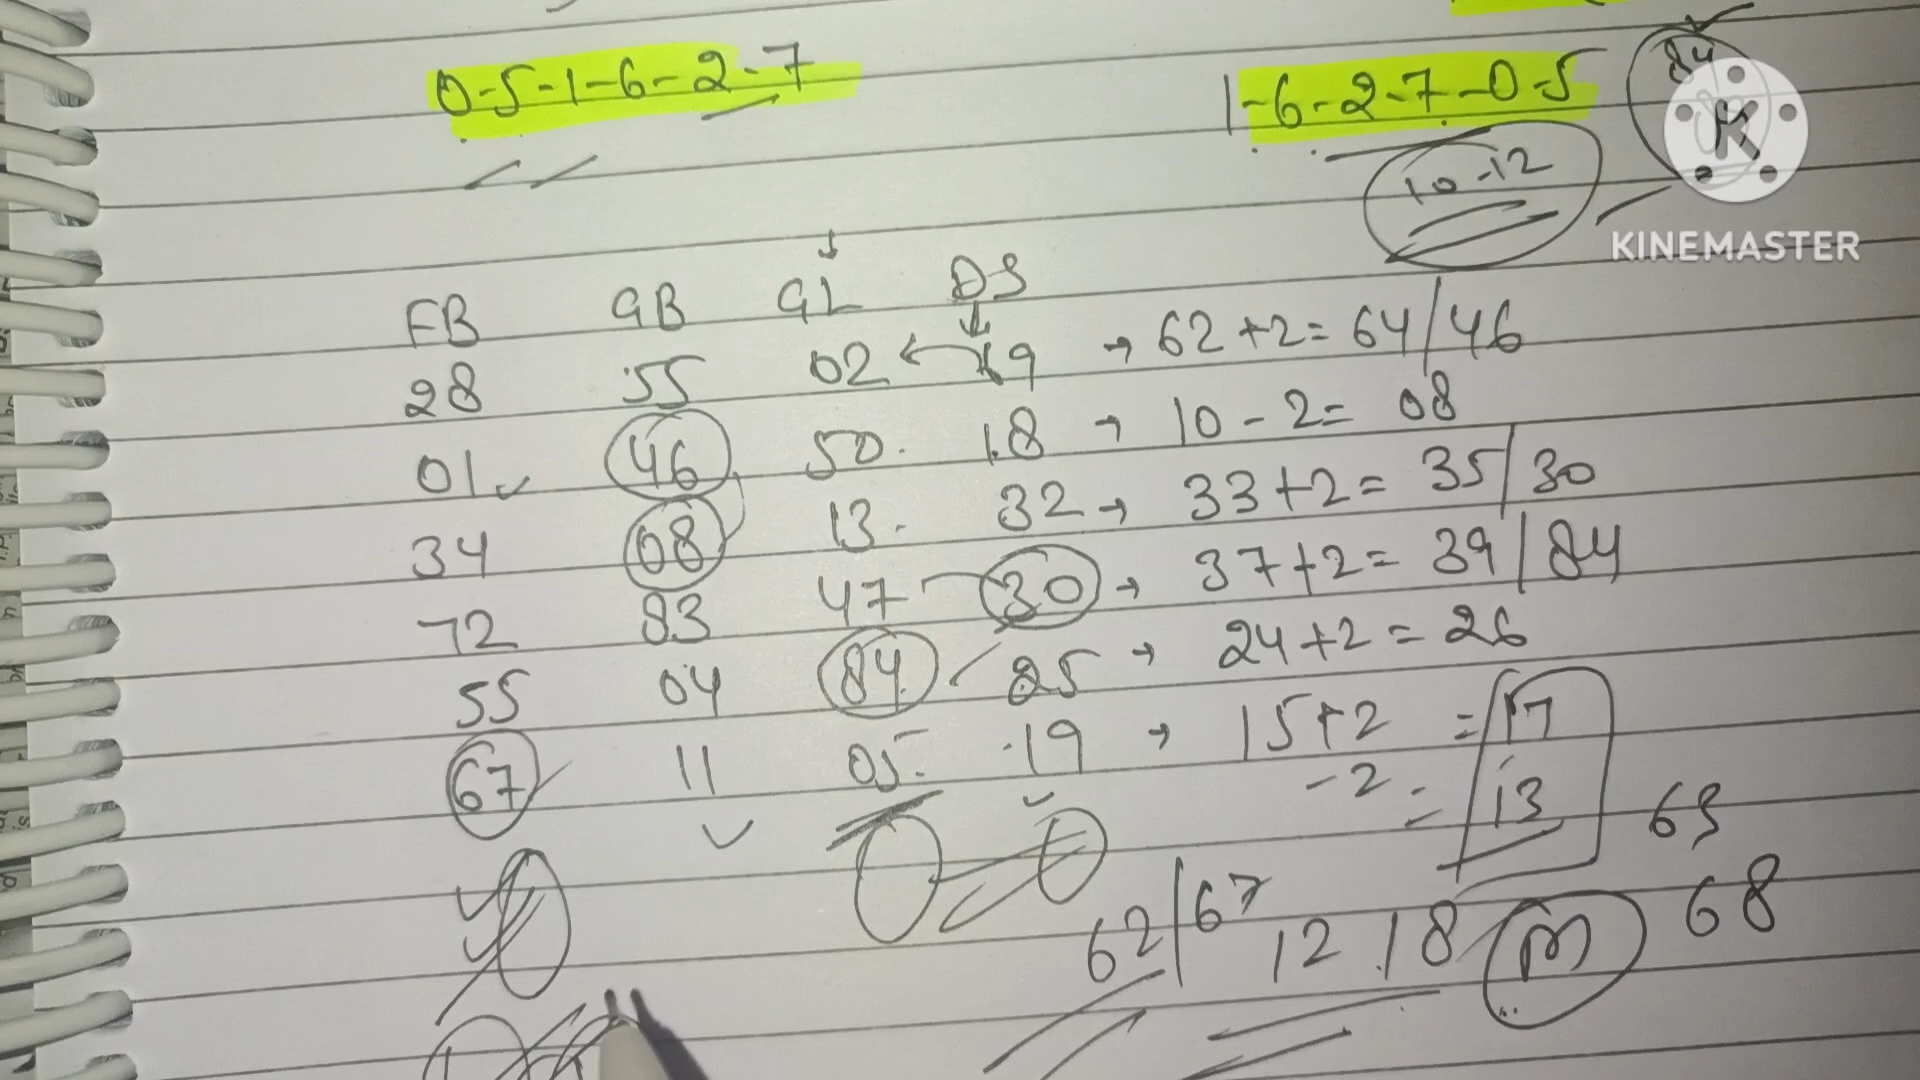 0-5-1-6-2-7 1-6-2-7-0-5 84
10-12
KINEMASTER
FB GB GL DS
28 55 02 19 → 62+2= 64/46
01 46 50. 18 → 10-2= 08
34 08 13. 32 → 33+2= 35/30
72 83 47 30 → 37+2= 39/84
55 04 84 25 → 24+2= 26
67 11 05. 19 → 15+2 = 17
-2 = 13 63
62/67 12 18 m 68